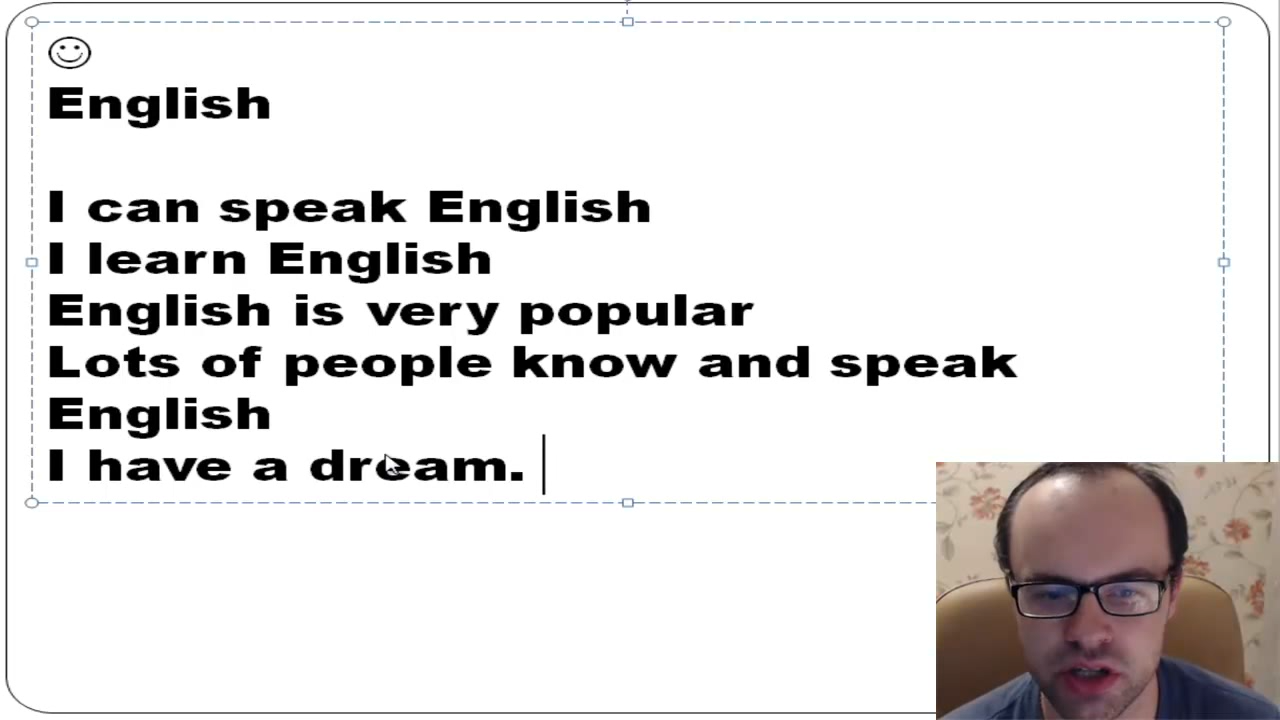 English
I can speak English
I learn English
English is very popular
Lots of people know and speak
English
I have a dream.